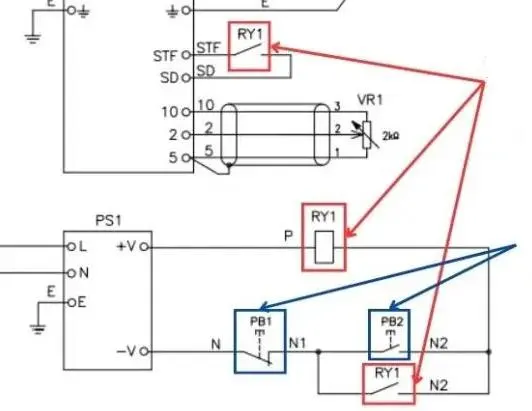 E
E
RY1
STF STF
SD SD
10 10 3 VR1
2 2 2 2kΩ
5 5 1
PS1
RY1
L +V P
N
E E
PB1 PB2
-V N N1 N2
RY1
N2